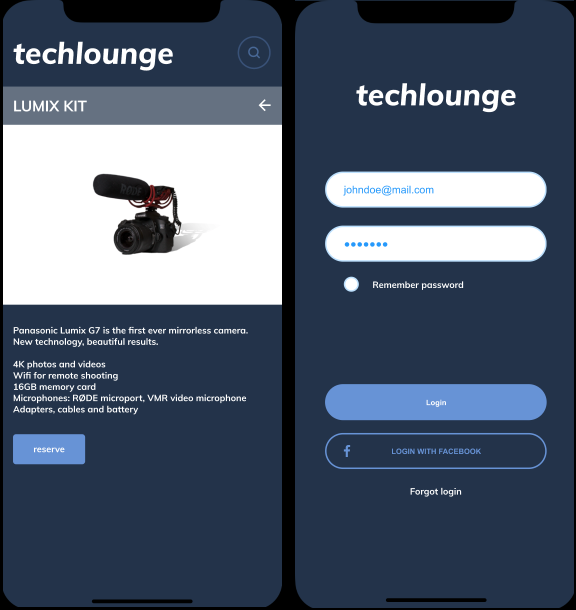 techlounge
LUMIX KIT
Panasonic Lumix G7 is the first ever mirrorless camera.
New technology, beautiful results.
4K photos and videos
Wifi for remote shooting
16GB memory card
Microphones: RØDE microport, VMR video microphone
Adapters, cables and battery
reserve
techlounge
johndoe@mail.com
•••••••
Remember password
Login
LOGIN WITH FACEBOOK
Forgot login